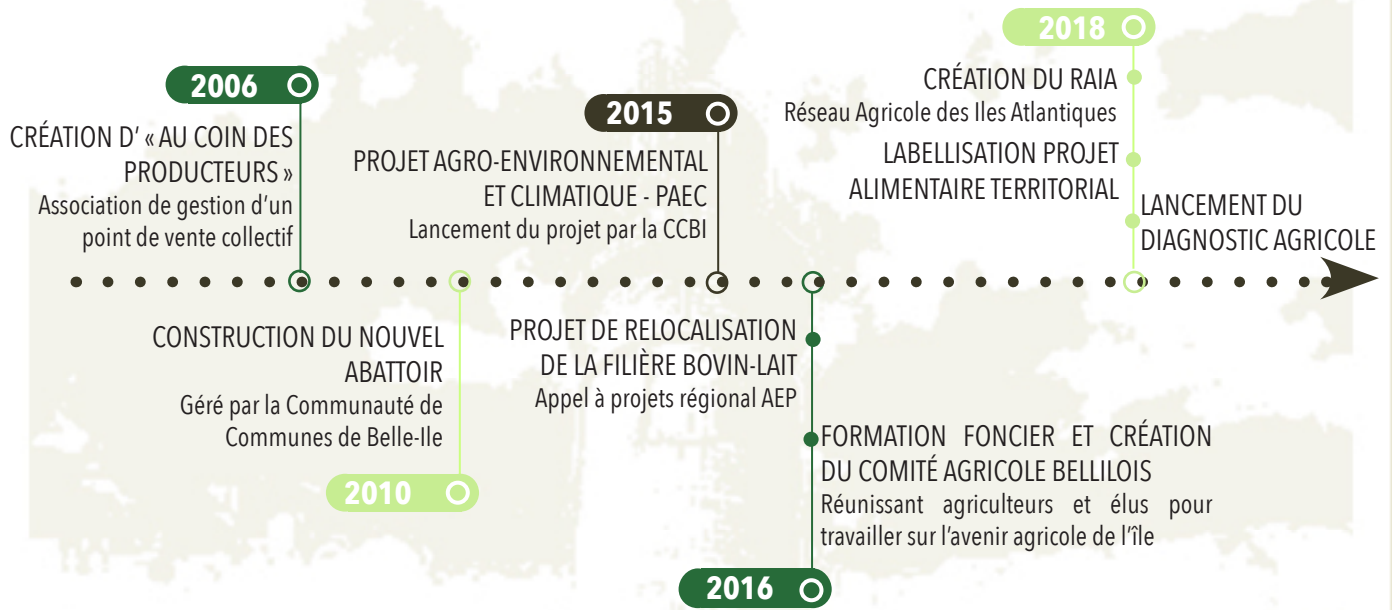 2006
CRÉATION D' « AU COIN DES
PRODUCTEURS »
Association de gestion d'un
point de vente collectif
CONSTRUCTION DU NOUVEL
ABATTOIR
Géré par la Communauté de
Communes de Belle-Ile
2010
2015
PROJET AGRO-ENVIRONNEMENTAL
ET CLIMATIQUE - PAEC
Lancement du projet par la CCBI
PROJET DE RELOCALISATION
DE LA FILIÈRE BOVIN-LAIT
Appel à projets régional AEP
FORMATION FONCIER ET CRÉATION
DU COMITÉ AGRICOLE BELLILOIS
Réunissant agriculteurs et élus pour
travailler sur l'avenir agricole de l'île
2016
2018
CRÉATION DU RAIA
Réseau Agricole des Iles Atlantiques
LABELLISATION PROJET
ALIMENTAIRE TERRITORIAL
LANCEMENT DU
DIAGNOSTIC AGRICOLE